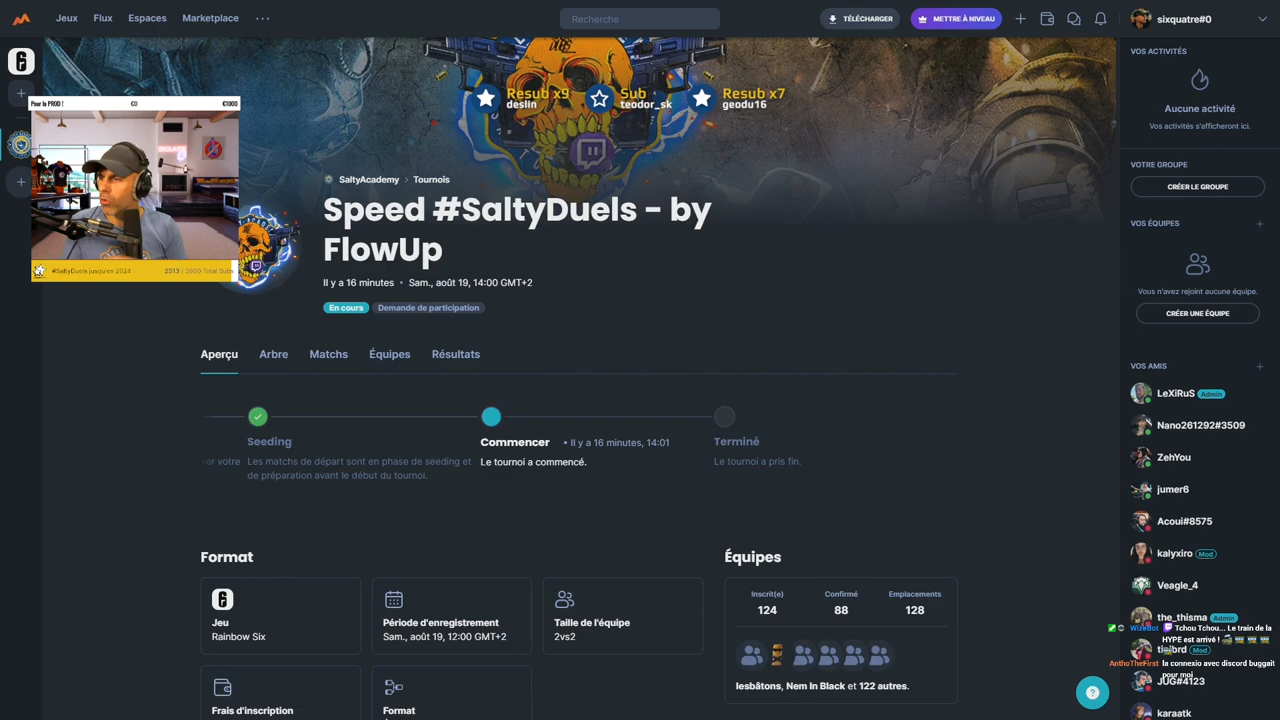 Jeux
Flux
Espaces
Marketplace
Recherche
TÉLÉCHARGER
METTRE À NIVEAU
sixquatre#0
Pour la PROD !
€0
€1000
#SaltyDuels jusqu'en 2024
2513 / 2600 Total Subs
Resub x9
deslin
Sub
teodor_sk
Resub x7
geodu16
SaltyAcademy > Tournois
Speed #SaltyDuels - by
FlowUp
Il y a 16 minutes • Sam., août 19, 14:00 GMT+2
En cours
Demande de participation
Aperçu
Arbre
Matchs
Équipes
Résultats
Seeding
er votre
Les matchs de départ sont en phase de seeding et
de préparation avant le début du tournoi.
Commencer
• Il y a 16 minutes, 14:01
Le tournoi a commencé.
Terminé
Le tournoi a pris fin.
Format
Jeu
Rainbow Six
Période d'enregistrement
Sam., août 19, 12:00 GMT+2
Taille de l'équipe
2vs2
Frais d'inscription
Format
Équipes
Inscrit(e)
124
Confirmé
88
Emplacements
128
lesbâtons, Nem In Black et 122 autres.
VOS ACTIVITÉS
Aucune activité
Vos activités s'afficheront ici.
VOTRE GROUPE
CRÉER LE GROUPE
VOS ÉQUIPES
Vous n'avez rejoint aucune équipe.
CRÉER UNE ÉQUIPE
VOS AMIS
LeXiRuS Admin
Nano261292#3509
ZehYou
jumer6
Acoui#8575
kalyxiro Mod
Veagle_4
the_thisma Admin
WizeBot
Tchou Tchou... Le train de la
HYPE est arrivé !
Mod
AnthoTheFirst
la connexio avec discord buggait
pour moi
JUG#4123
karaatk